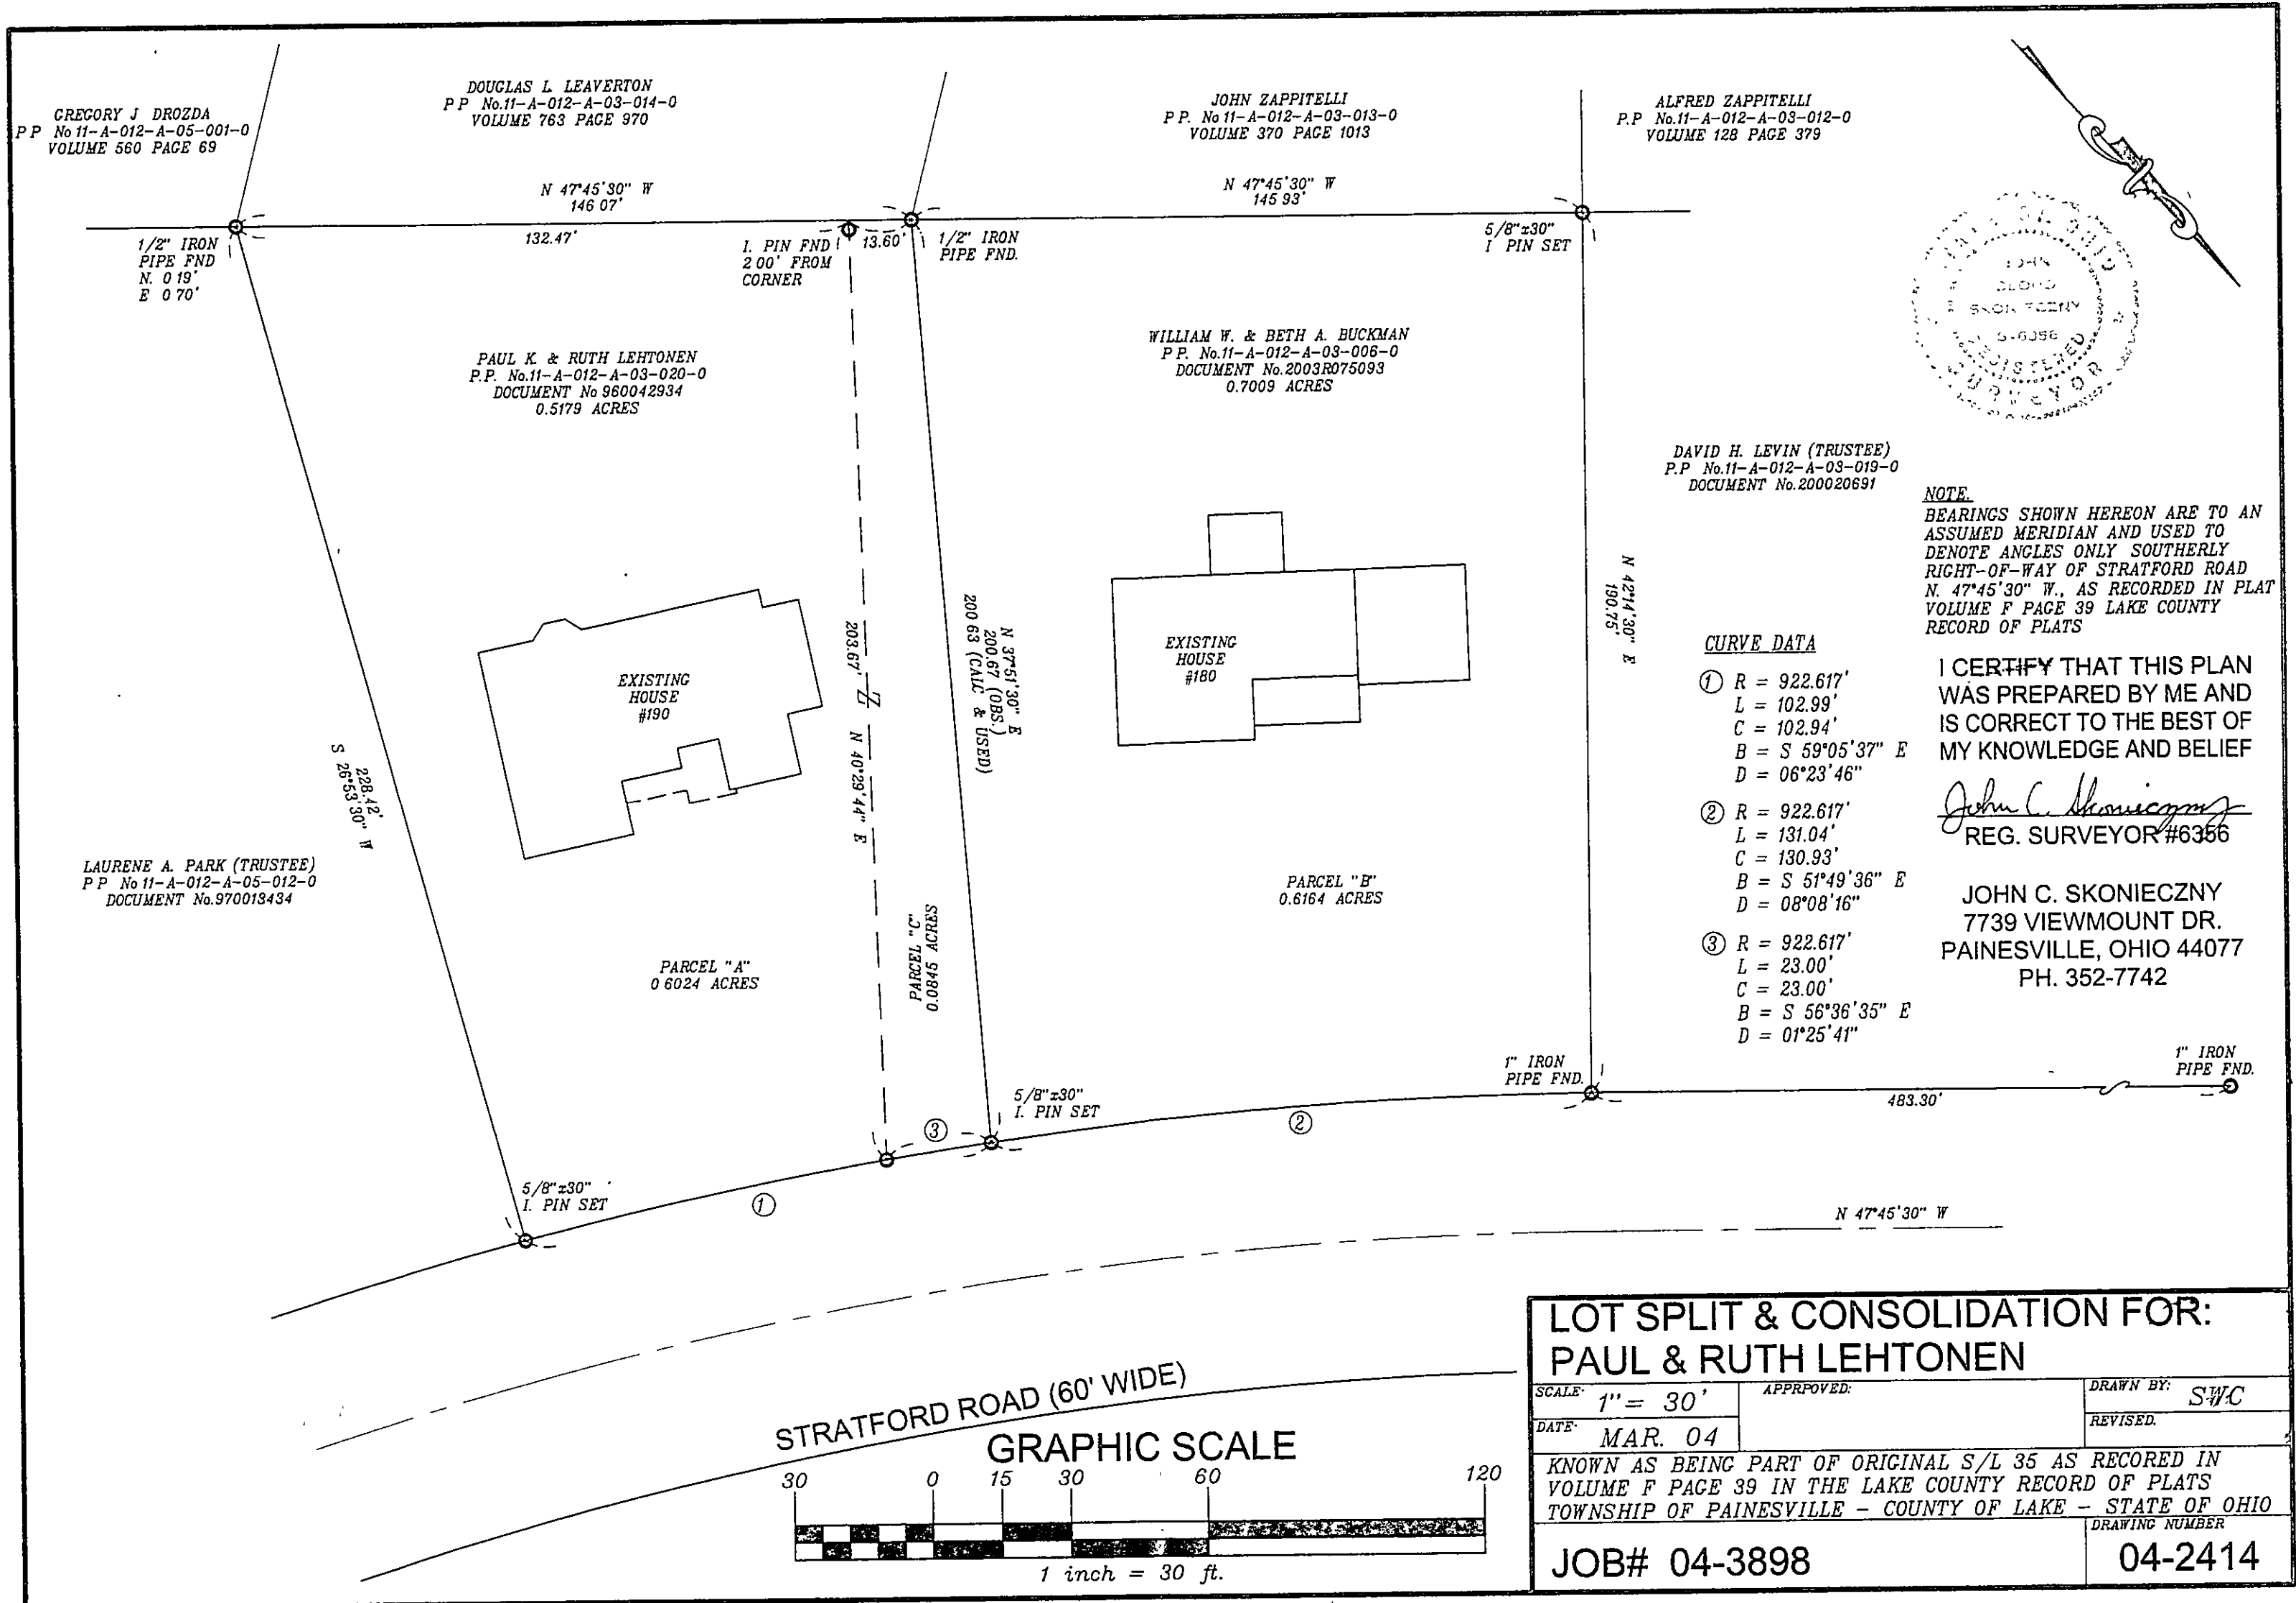 GREGORY J DROZDA
P P No 11-A-012-A-05-001-0
VOLUME 560 PAGE 69
DOUGLAS L LEAVERTON
P P No.11-A-012-A-03-014-0
VOLUME 763 PAGE 970
JOHN ZAPPITELLI
P P. No 11-A-012-A-03-013-0
VOLUME 370 PAGE 1013
ALFRED ZAPPITELLI
P.P No.11-A-012-A-03-012-0
VOLUME 128 PAGE 379
N 47°45'30" W
146 07'
N 47°45'30" W
145 93'
132.47'
13.60'
1/2" IRON
PIPE FND
N. 0 19'
E 0 70'
I. PIN FND
2 00' FROM
CORNER
1/2" IRON
PIPE FND.
5/8"x30"
I PIN SET
PAUL K. & RUTH LEHTONEN
P.P. No.11-A-012-A-03-020-0
DOCUMENT No 960042934
0.5179 ACRES
WILLIAM W. & BETH A. BUCKMAN
P P. No.11-A-012-A-03-006-0
DOCUMENT No.2003R075093
0.7009 ACRES
DAVID H. LEVIN (TRUSTEE)
P.P No.11-A-012-A-03-019-0
DOCUMENT No.200020691
JOHN
REGISTERED
SURVEYOR
NOTE.
BEARINGS SHOWN HEREON ARE TO AN
ASSUMED MERIDIAN AND USED TO
DENOTE ANGLES ONLY SOUTHERLY
RIGHT-OF-WAY OF STRATFORD ROAD
N. 47°45'30" W., AS RECORDED IN PLAT
VOLUME F PAGE 39 LAKE COUNTY
RECORD OF PLATS
I CERTIFY THAT THIS PLAN
WAS PREPARED BY ME AND
IS CORRECT TO THE BEST OF
MY KNOWLEDGE AND BELIEF
John C. Skonieczny
REG. SURVEYOR #6356
JOHN C. SKONIECZNY
7739 VIEWMOUNT DR.
PAINESVILLE, OHIO 44077
PH. 352-7742
CURVE DATA
1 R = 922.617'
L = 102.99'
C = 102.94'
B = S 59°05'37" E
D = 06°23'46"
2 R = 922.617'
L = 131.04'
C = 130.93'
B = S 51°49'36" E
D = 08°08'16"
3 R = 922.617'
L = 23.00'
C = 23.00'
B = S 56°36'35" E
D = 01°25'41"
EXISTING
HOUSE
#190
EXISTING
HOUSE
#180
228.42'
S 26°53'30" W
203.67' Z N 40°29'44" E
N 37°51'30" E
200.67 (OBS.)
200 63 (CALC & USED)
N 42°14'30" E
190.75'
LAURENE A. PARK (TRUSTEE)
P P No 11-A-012-A-05-012-0
DOCUMENT No.970013434
PARCEL "A"
0 6024 ACRES
PARCEL "C"
0.0845 ACRES
PARCEL "B"
0.6164 ACRES
5/8"x30"
I. PIN SET
5/8"x30"
I. PIN SET
1" IRON
PIPE FND.
1" IRON
PIPE FND.
483.30'
1
3
2
N 47°45'30" W
STRATFORD ROAD (60' WIDE)
GRAPHIC SCALE
30 0 15 30 60 120
1 inch = 30 ft.
LOT SPLIT & CONSOLIDATION FOR:
PAUL & RUTH LEHTONEN
SCALE: 1"= 30'
APPRPOVED:
DRAWN BY: SWC
DATE: MAR. 04
REVISED.
KNOWN AS BEING PART OF ORIGINAL S/L 35 AS RECORED IN
VOLUME F PAGE 39 IN THE LAKE COUNTY RECORD OF PLATS
TOWNSHIP OF PAINESVILLE - COUNTY OF LAKE - STATE OF OHIO
JOB# 04-3898
DRAWING NUMBER
04-2414